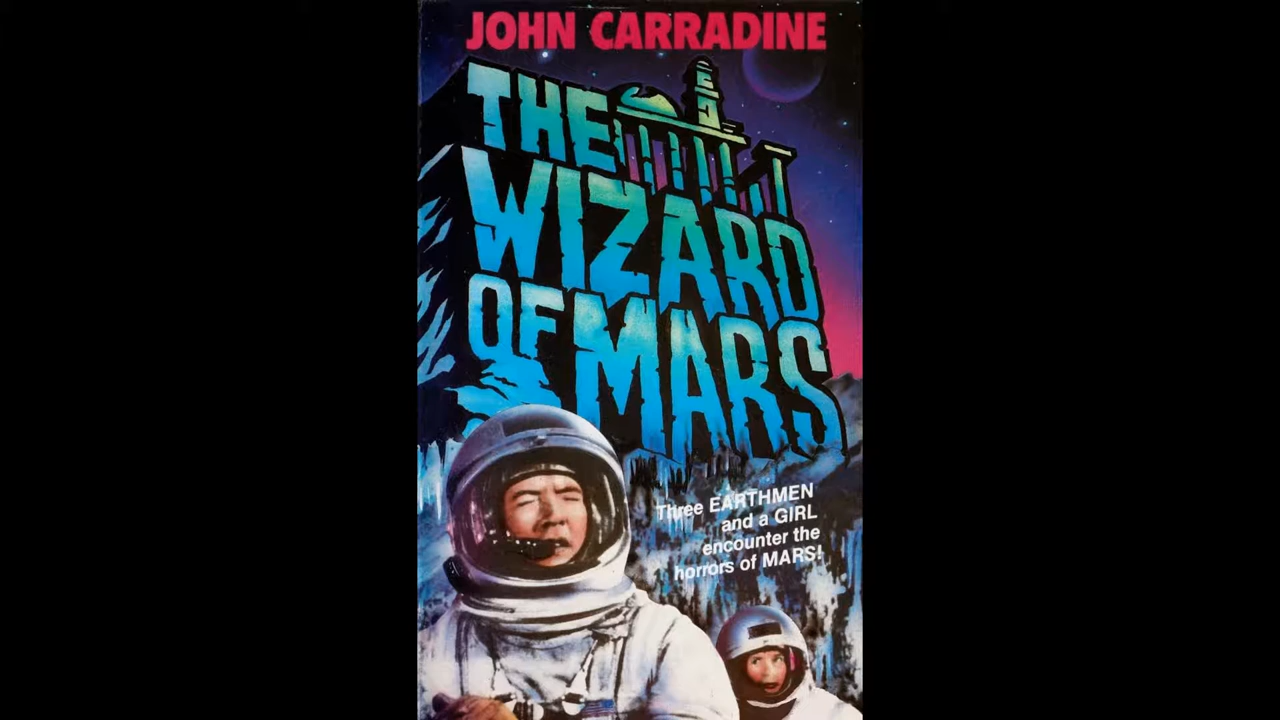 JOHN CARRADINE
THE
WIZARD
OF MARS
Three EARTHMEN
and a GIRL
encounter the
horrors of MARS!